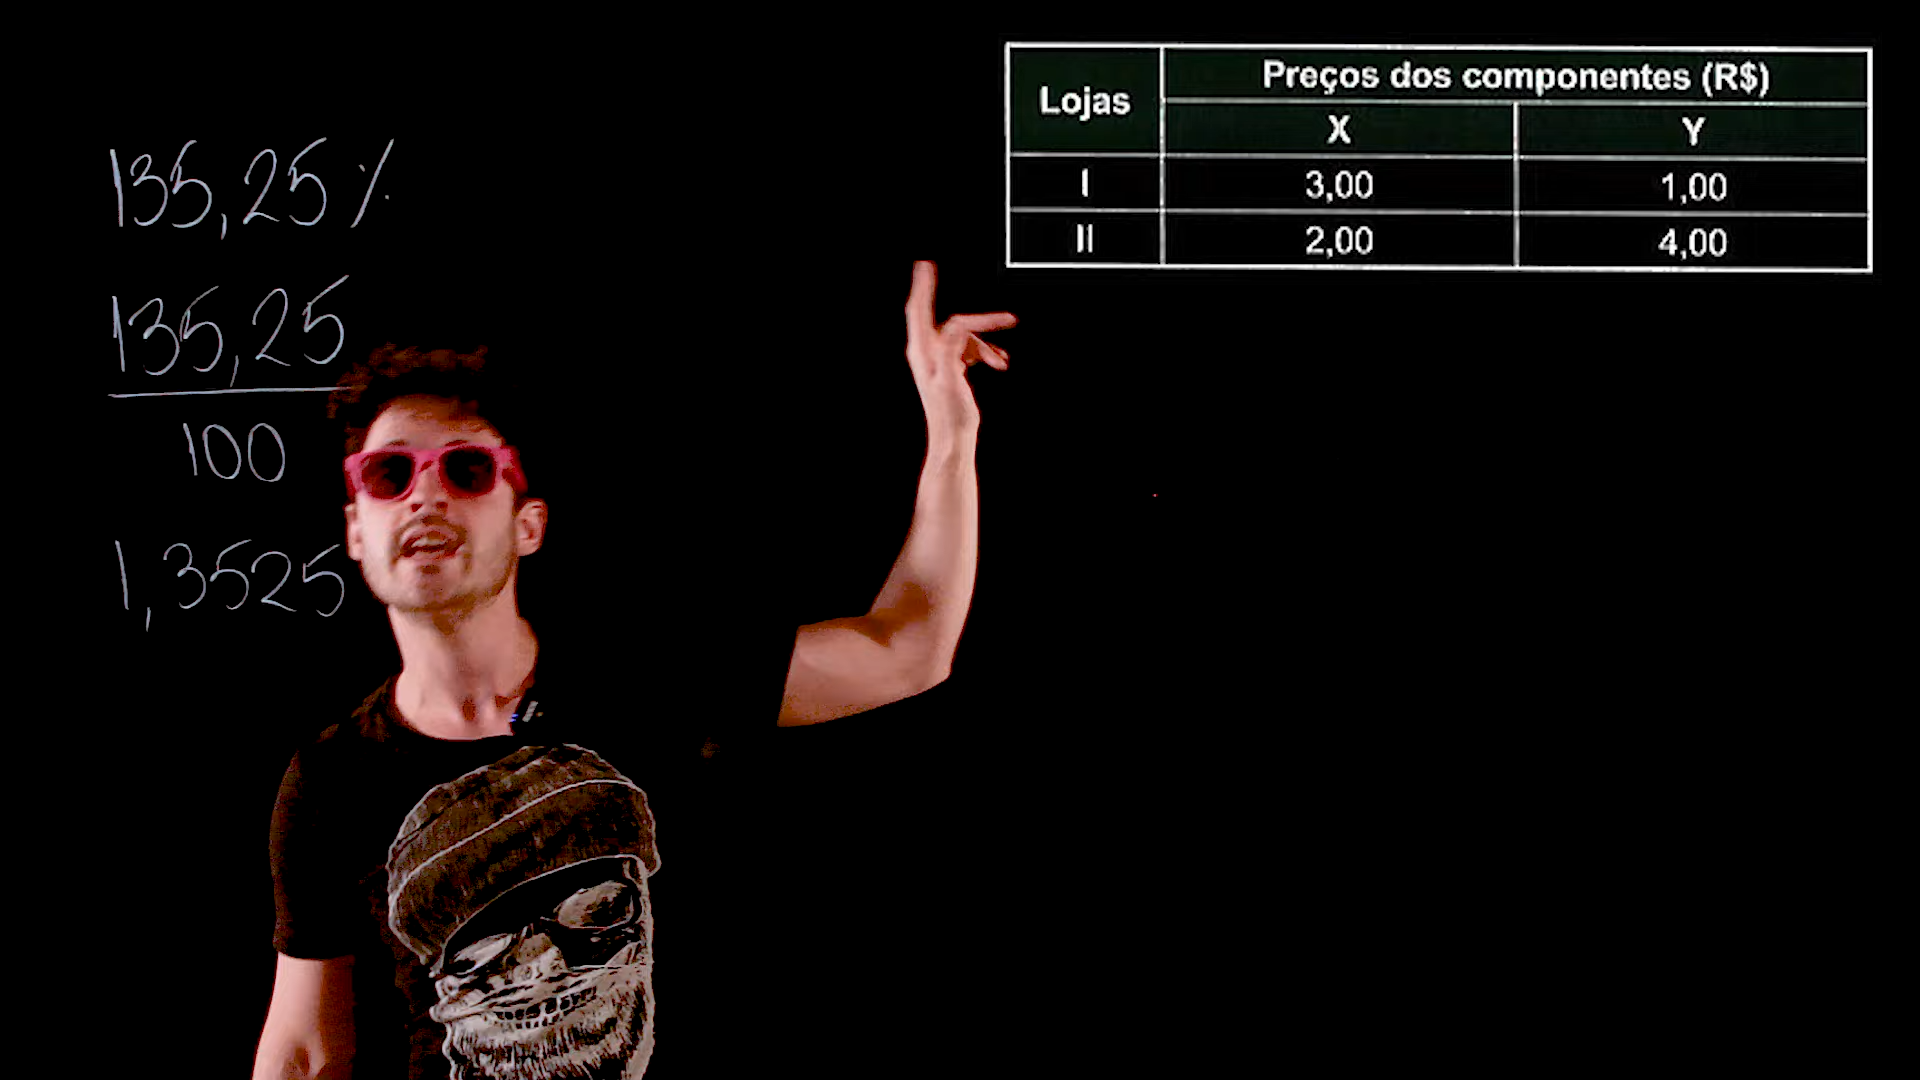 135,25 %
135,25
100
1,3525
Lojas Preços dos componentes (R$)
X Y
I 3,00 1,00
II 2,00 4,00